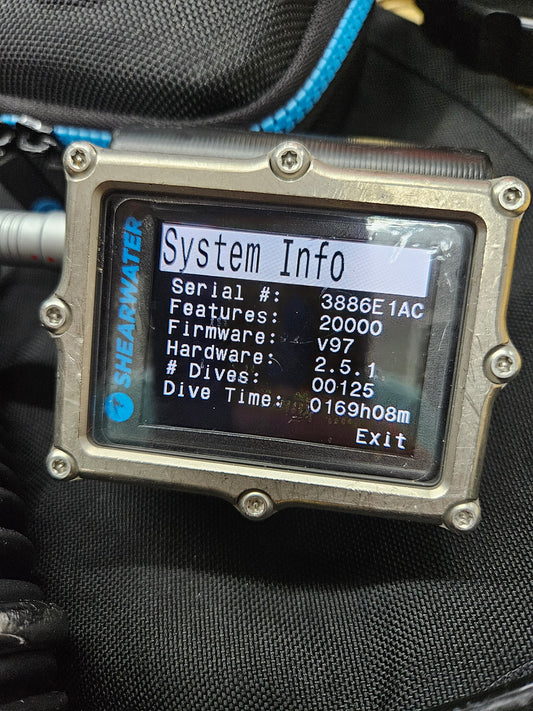 SHEARWATER
System Info
Serial #: 3886E1AC
Features: 20000
Firmware: v97
Hardware: 2.5.1
# Dives: 00125
Dive Time: 0169h08m
Exit